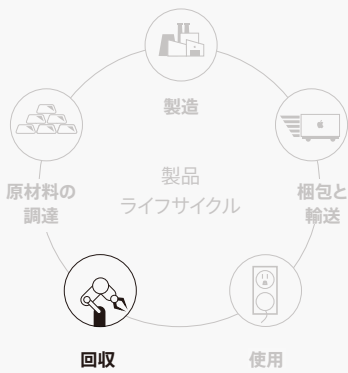 製造
原材料の
調達
製品
ライフサイクル
梱包と
輸送
回収
使用